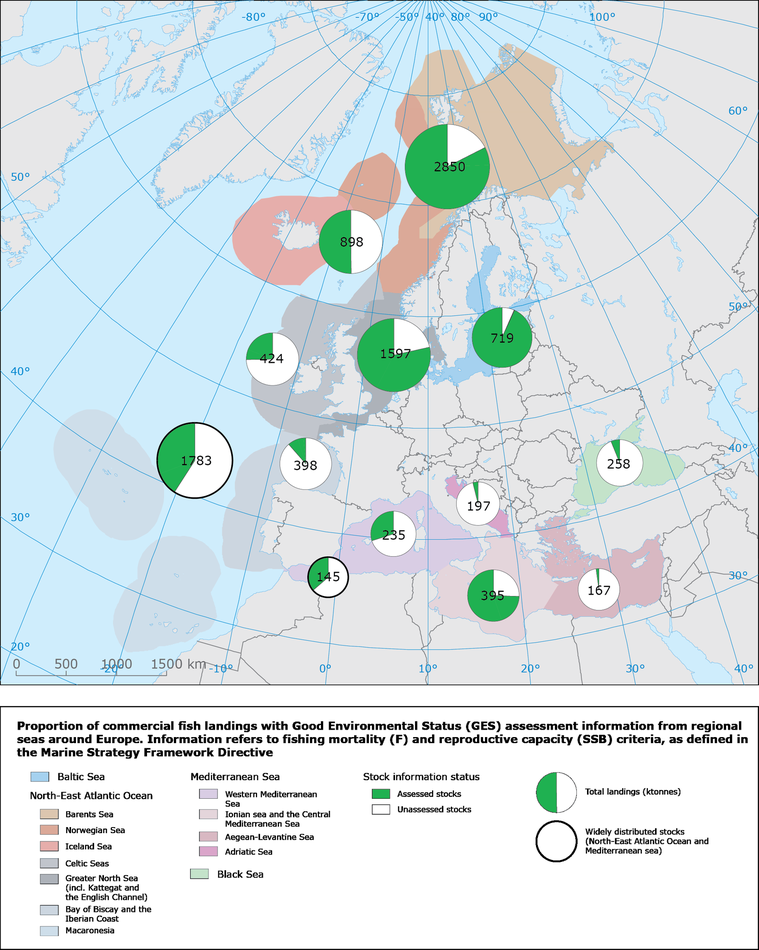 -80°
-70°
-50°
40°
80°
90°
100°
60°
50°
50°
40°
40°
30°
30°
20°
2850
898
719
1597
424
1783
398
258
197
235
145
395
167
0 500 1000 1500 km
20°
-10°
0°
10°
20°
30°
40°
Proportion of commercial fish landings with Good Environmental Status (GES) assessment information from regional
seas around Europe. Information refers to fishing mortality (F) and reproductive capacity (SSB) criteria, as defined in
the Marine Strategy Framework Directive
Baltic Sea
North-East Atlantic Ocean
Barents Sea
Norwegian Sea
Iceland Sea
Celtic Seas
Greater North Sea
(incl. Kattegat and
the English Channel)
Bay of Biscay and the
Iberian Coast
Macaronesia
Mediterranean Sea
Western Mediterranean
Sea
Ionian sea and the Central
Mediterranean Sea
Aegean-Levantine Sea
Adriatic Sea
Black Sea
Stock information status
Assessed stocks
Unassessed stocks
Total landings (ktonnes)
Widely distributed stocks
(North-East Atlantic Ocean and
Mediterranean sea)